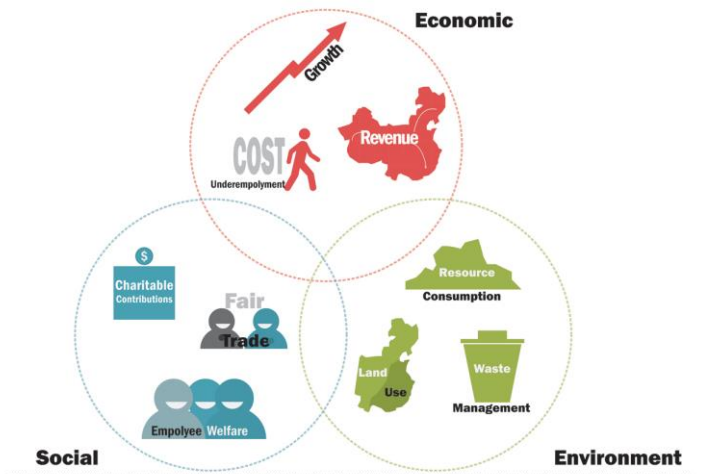 Economic
Growth
COST
Revenue
Underempolyment
$
Charitable
Contributions
Fair
Trade
Empolyee Welfare
Resource
Consumption
Land
Use
Waste
Management
Social
Environment